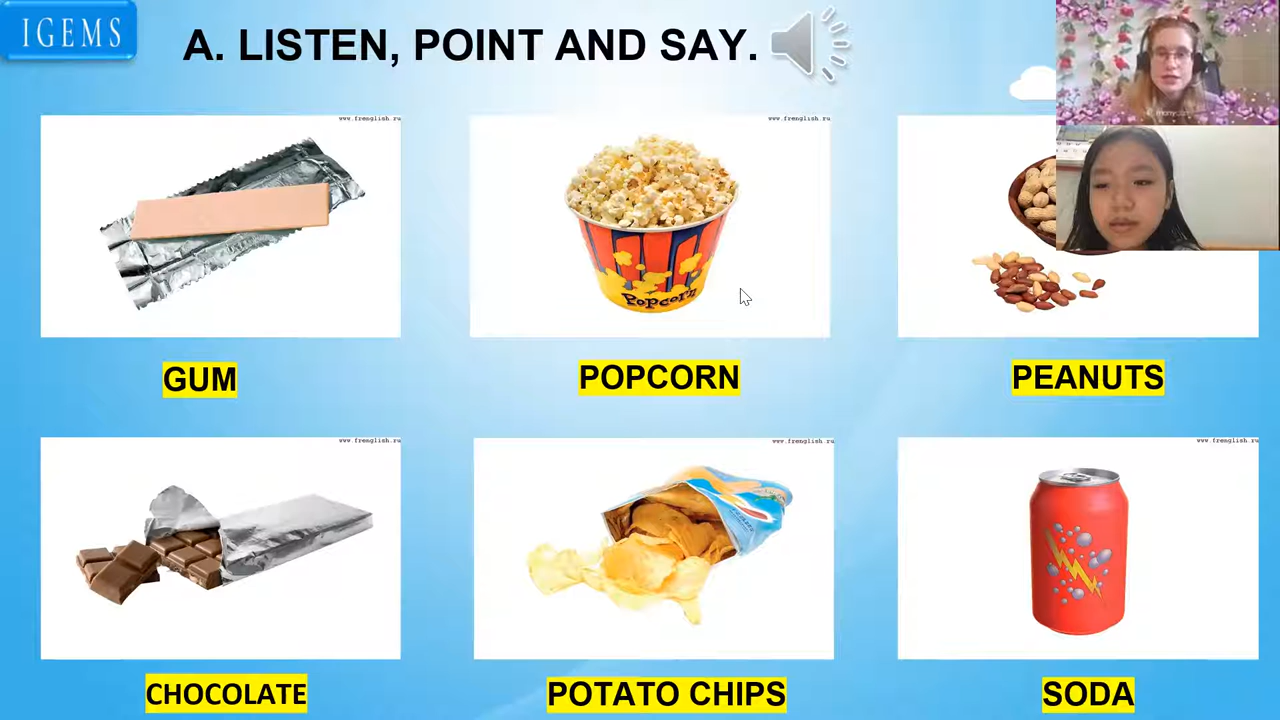 IGEMS
A. LISTEN, POINT AND SAY.
www.frenglish.ru
www.frenglish.ru
Popcorn
GUM
POPCORN
PEANUTS
www.frenglish.ru
www.frenglish.ru
www.frenglish.ru
CHOCOLATE
POTATO CHIPS
SODA